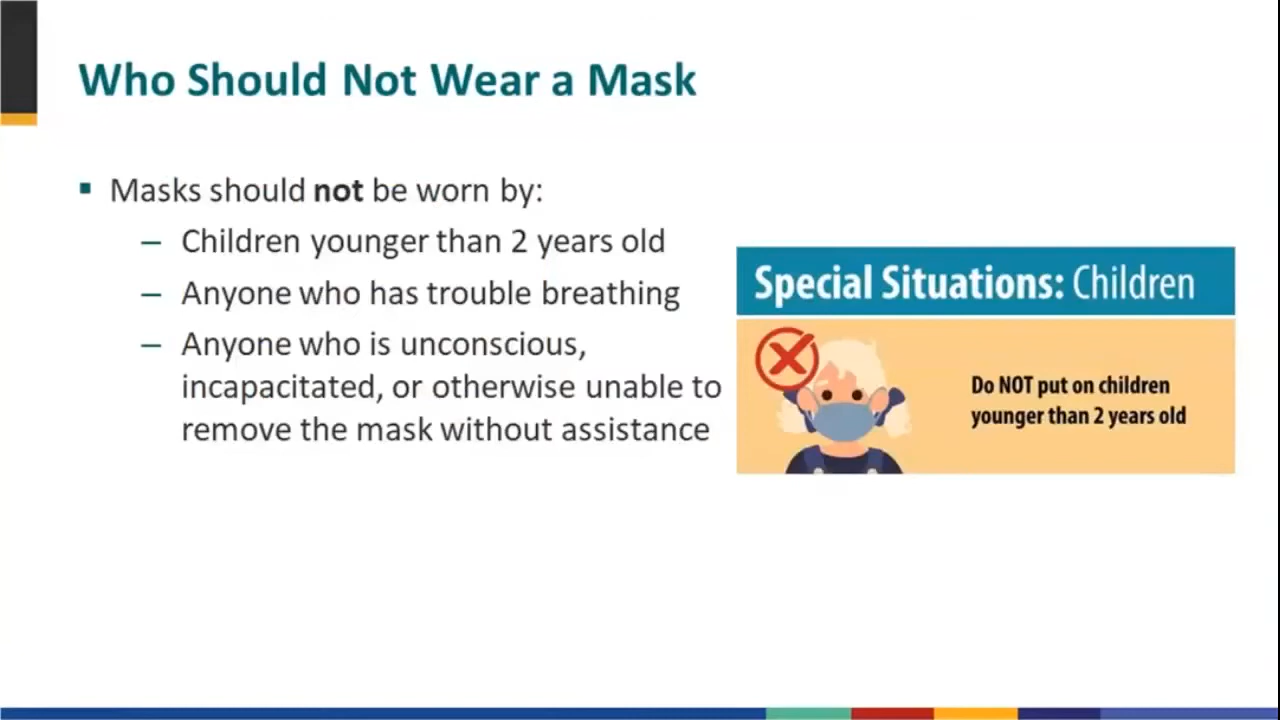 Who Should Not Wear a Mask
▪ Masks should not be worn by:
– Children younger than 2 years old
– Anyone who has trouble breathing
– Anyone who is unconscious,
incapacitated, or otherwise unable to
remove the mask without assistance
Special Situations: Children
Do NOT put on children
younger than 2 years old